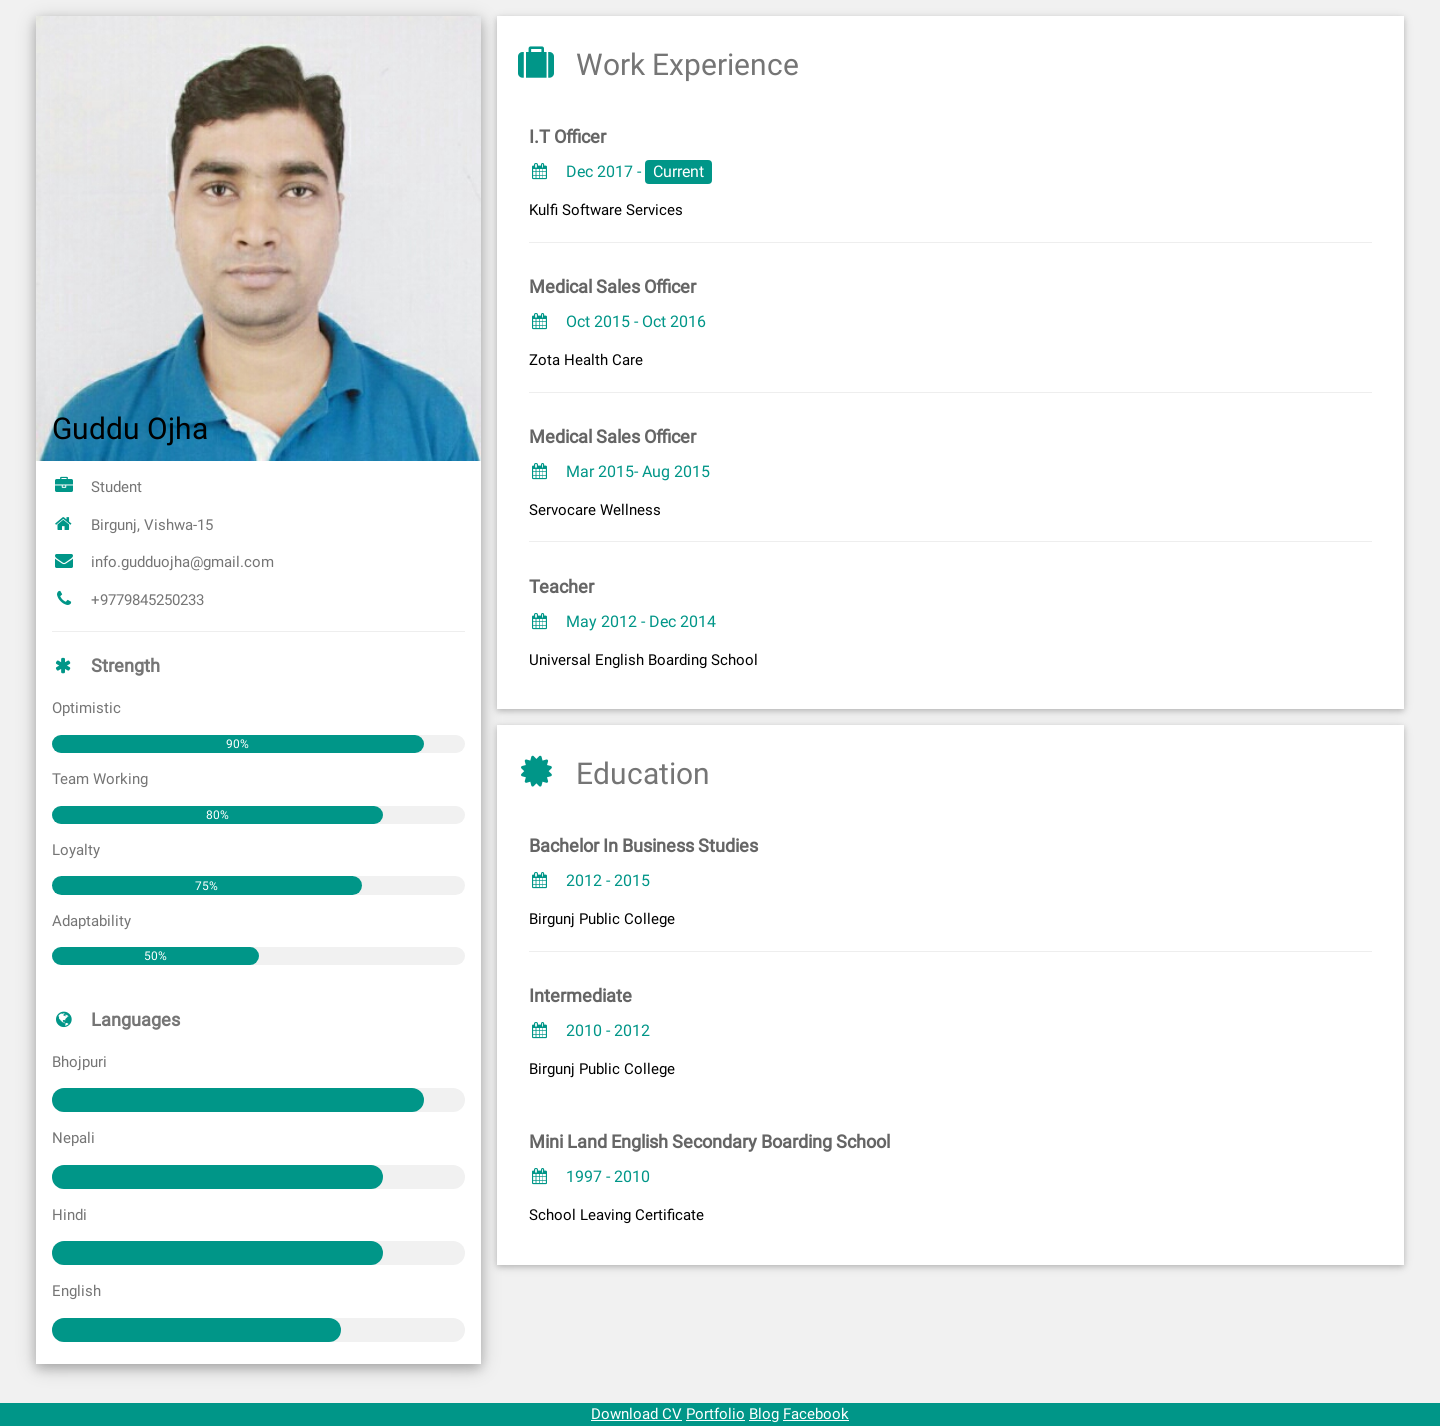 Guddu Ojha
Student
Birgunj, Vishwa-15
info.gudduojha@gmail.com
+9779845250233
Strength
Optimistic
90%
Team Working
80%
Loyalty
75%
Adaptability
50%
Languages
Bhojpuri
Nepali
Hindi
English
Work Experience
I.T Officer
Dec 2017 - Current
Kulfi Software Services
Medical Sales Officer
Oct 2015 - Oct 2016
Zota Health Care
Medical Sales Officer
Mar 2015- Aug 2015
Servocare Wellness
Teacher
May 2012 - Dec 2014
Universal English Boarding School
Education
Bachelor In Business Studies
2012 - 2015
Birgunj Public College
Intermediate
2010 - 2012
Birgunj Public College
Mini Land English Secondary Boarding School
1997 - 2010
School Leaving Certificate
Download CV Portfolio Blog Facebook